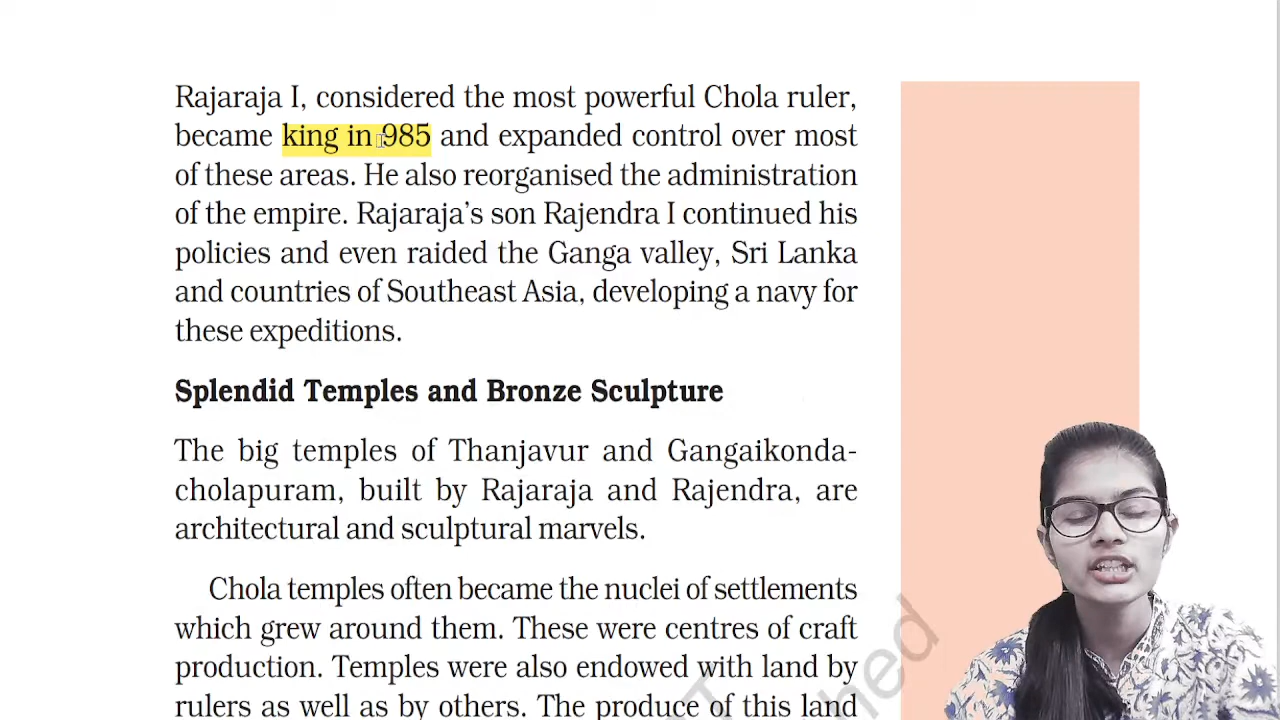 Rajaraja I, considered the most powerful Chola ruler,
became king in 985 and expanded control over most
of these areas. He also reorganised the administration
of the empire. Rajaraja’s son Rajendra I continued his
policies and even raided the Ganga valley, Sri Lanka
and countries of Southeast Asia, developing a navy for
these expeditions.
Splendid Temples and Bronze Sculpture
The big temples of Thanjavur and Gangaikonda-
cholapuram, built by Rajaraja and Rajendra, are
architectural and sculptural marvels.
Chola temples often became the nuclei of settlements
which grew around them. These were centres of craft
production. Temples were also endowed with land by
rulers as well as by others. The produce of this land